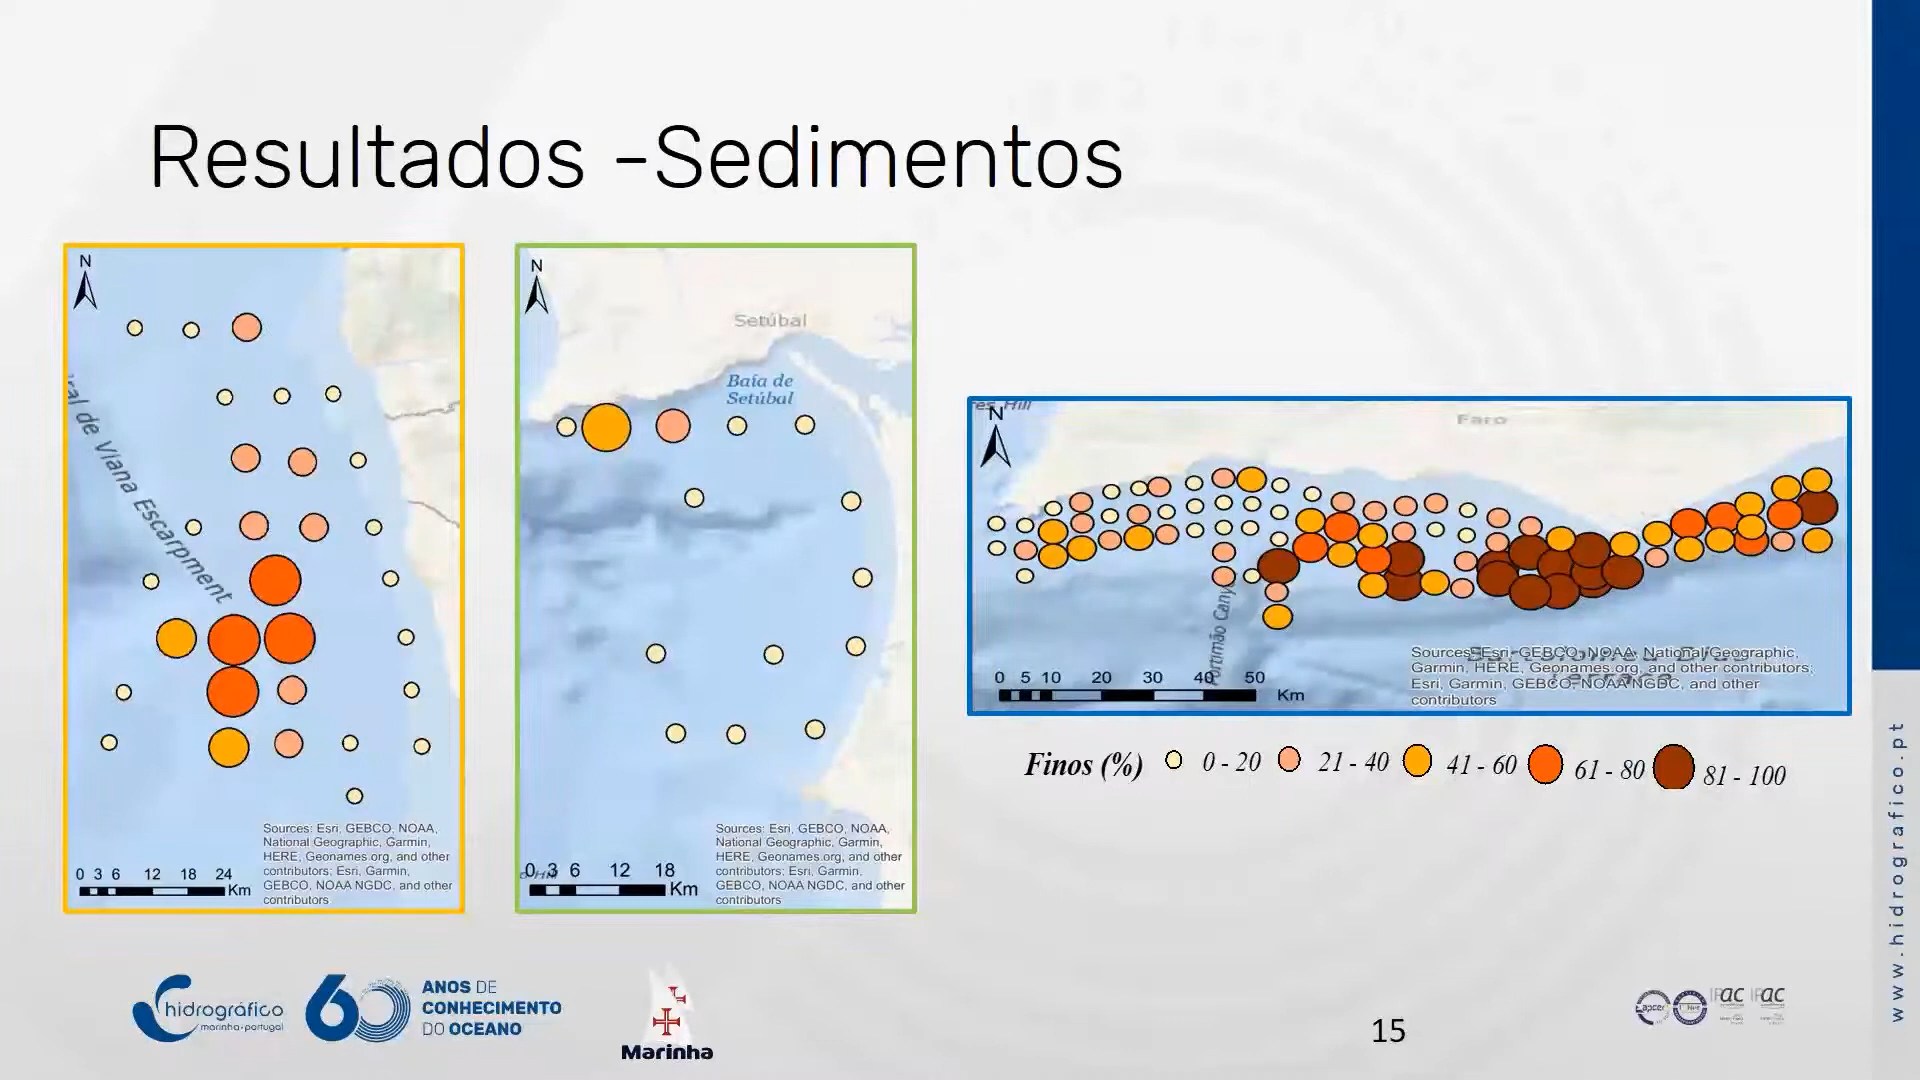 Resultados -Sedimentos
N
Viana Escarpment
Sources: Esri, GEBCO, NOAA,
National Geographic, Garmin,
HERE, Geonames.org, and other
contributors; Esri, Garmin,
GEBCO, NOAA NGDC, and other
contributors
0 3 6 12 18 24
Km
N
Setúbal
Baía de
Setúbal
Sources: Esri, GEBCO, NOAA,
National Geographic, Garmin,
HERE, Geonames.org, and other
contributors; Esri, Garmin,
GEBCO, NOAA NGDC, and other
contributors
0 3 6 12 18
Km
Hill
N
Faro
Portimão Cany
Sources: Esri, GEBCO, NOAA, National Geographic,
Garmin, HERE, Geonames.org, and other contributors;
Esri, Garmin, GEBCO, NOAA NGDC, and other
contributors
0 5 10 20 30 40 50
Km
Finos (%) 0 - 20 21 - 40 41 - 60 61 - 80 81 - 100
hidrográfico
marinha • portugal
60 ANOS DE
CONHECIMENTO
DO OCEANO
Marinha
15
apcer
www.hidrografico.pt